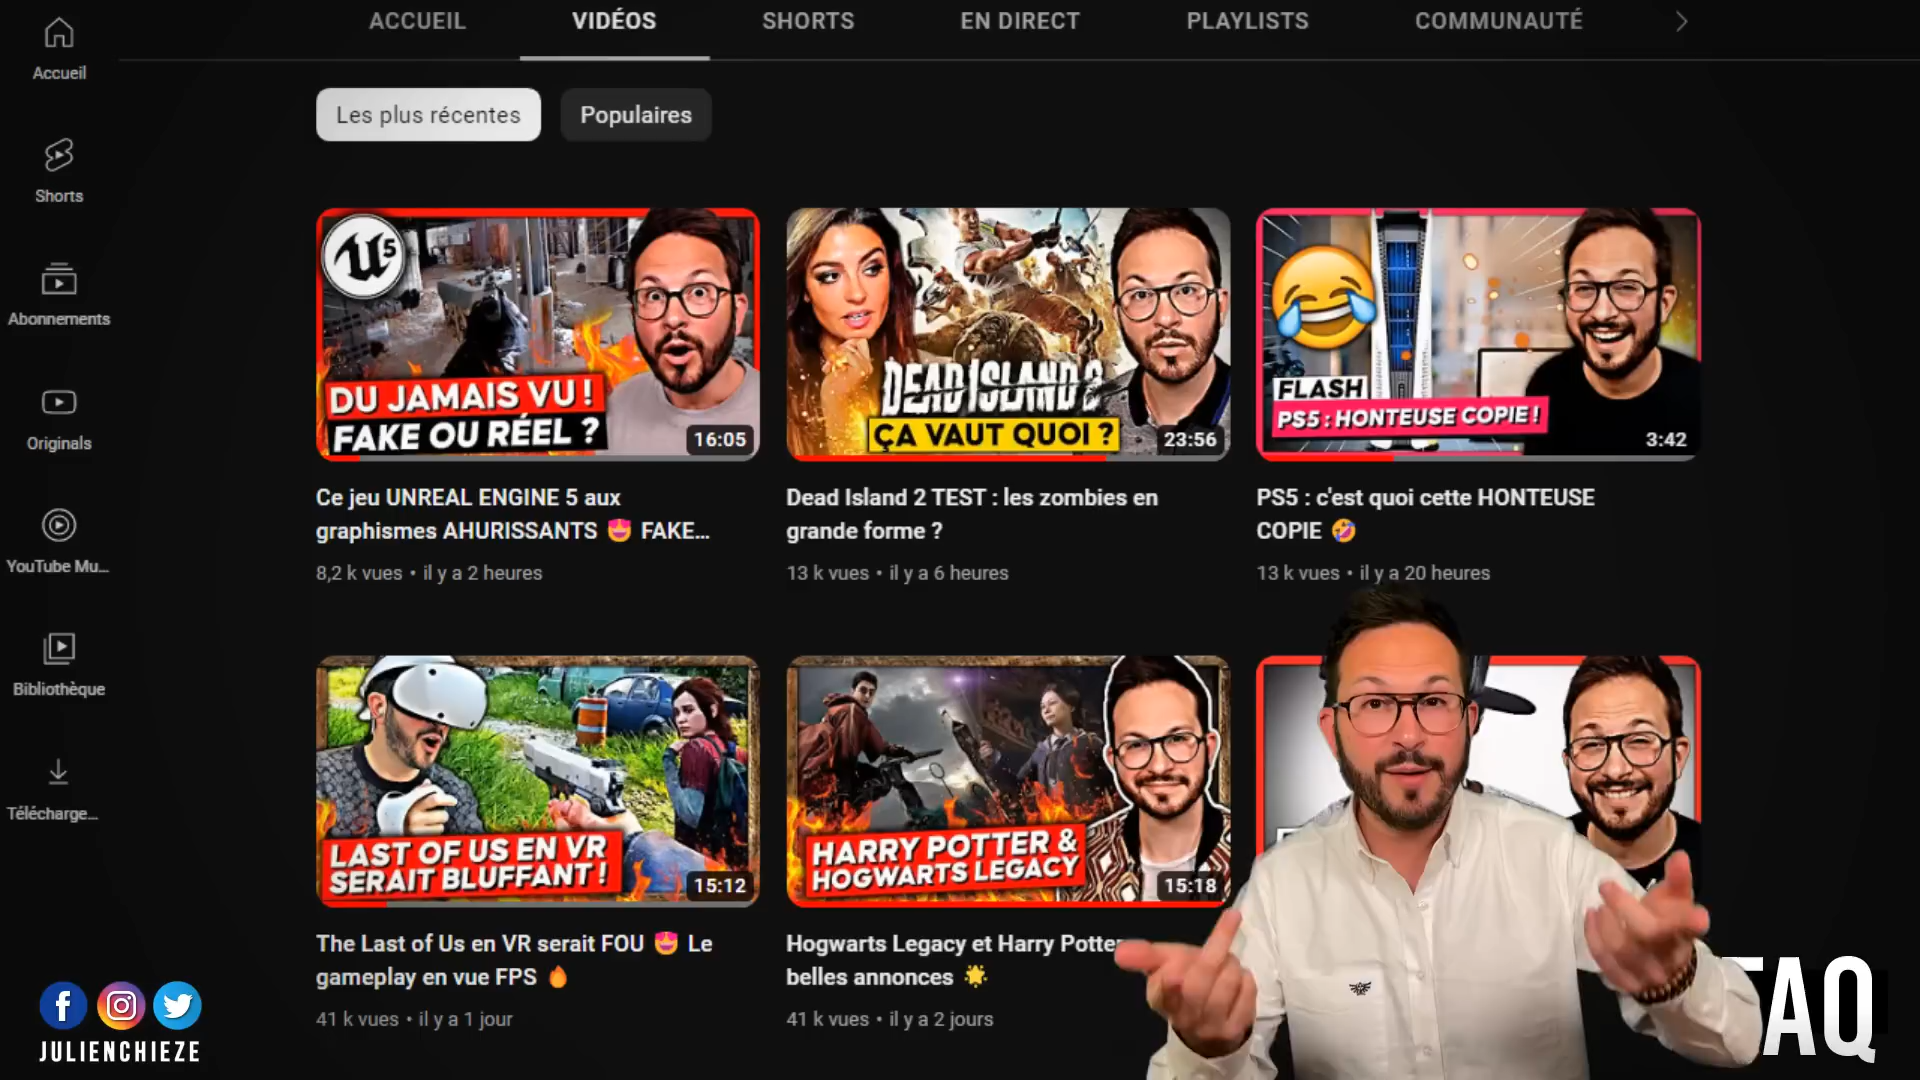 ACCUEIL
VIDÉOS
SHORTS
EN DIRECT
PLAYLISTS
COMMUNAUTÉ
Accueil
Shorts
Abonnements
Originals
YouTube Mu...
Bibliothèque
Télécharge...
Les plus récentes
Populaires
U5
DU JAMAIS VU !
FAKE OU RÉEL ?
16:05
Ce jeu UNREAL ENGINE 5 aux
graphismes AHURISSANTS 😍 FAKE...
8,2 k vues • il y a 2 heures
DEAD ISLAND 2
ÇA VAUT QUOI ?
23:56
Dead Island 2 TEST : les zombies en
grande forme ?
13 k vues • il y a 6 heures
FLASH
PS5 : HONTEUSE COPIE !
3:42
PS5 : c'est quoi cette HONTEUSE
COPIE 🤣
13 k vues • il y a 20 heures
LAST OF US EN VR
SERAIT BLUFFANT !
15:12
The Last of Us en VR serait FOU 😍 Le
gameplay en vue FPS 🔥
41 k vues • il y a 1 jour
HARRY POTTER &
HOGWARTS LEGACY
15:18
Hogwarts Legacy et Harry Potter
belles annonces 🌟
41 k vues • il y a 2 jours
JULIENCHIEZE
AQ